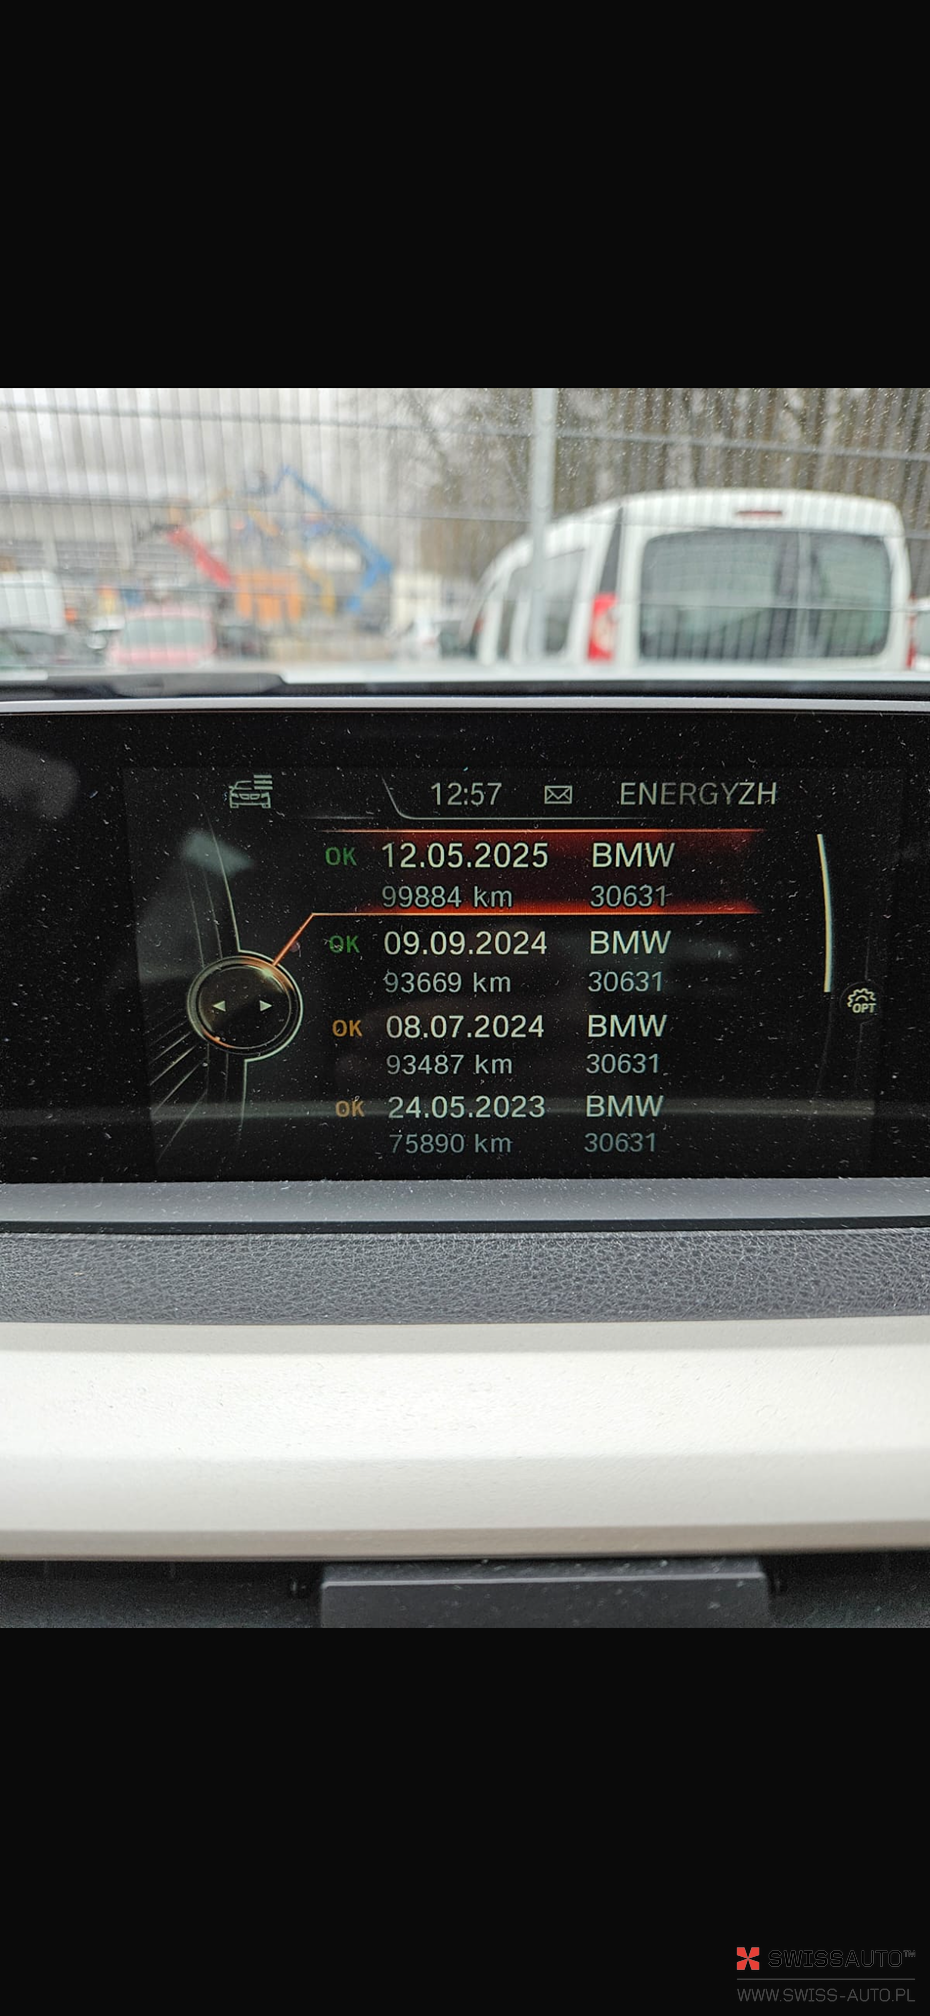 12:57 ENERGYZH
OK 12.05.2025 BMW
99884 km 30631
OK 09.09.2024 BMW
93669 km 30631
OK 08.07.2024 BMW
93487 km 30631
OK 24.05.2023 BMW
75890 km 30631
OPT
SWISSAUTO™
WWW.SWISS-AUTO.PL